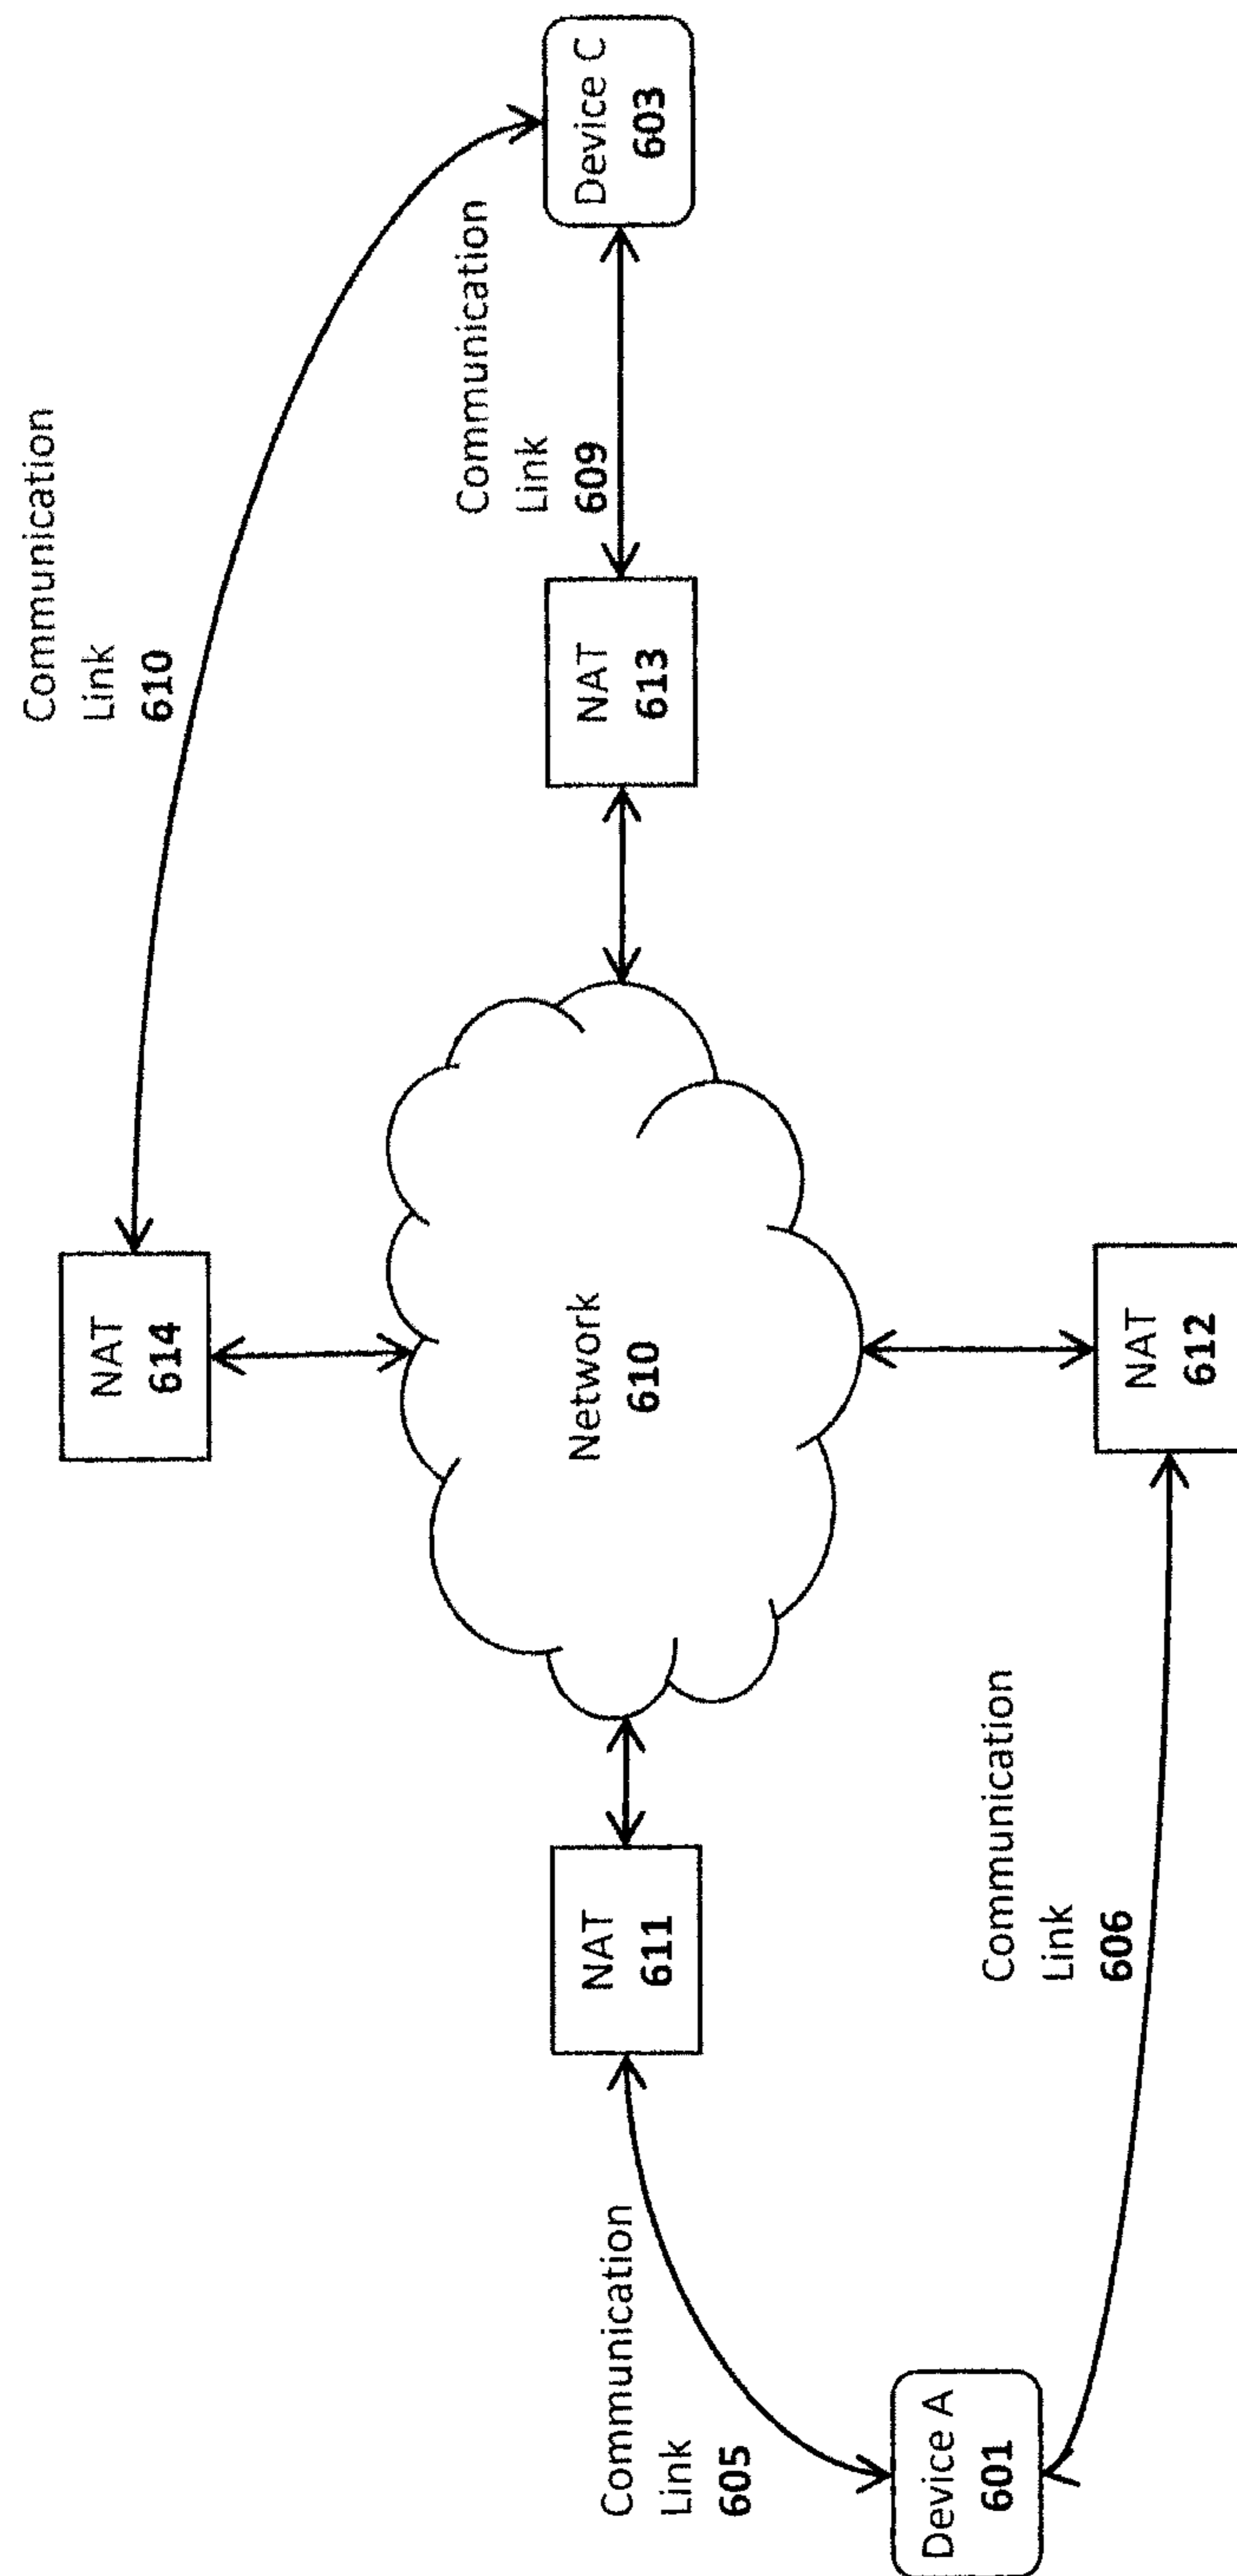 Communication
Link
610
NAT
614
Communication
Link
609
Device C
603
NAT
613
Network
610
NAT
611
Communication
Link
605
Device A
601
Communication
Link
606
NAT
612